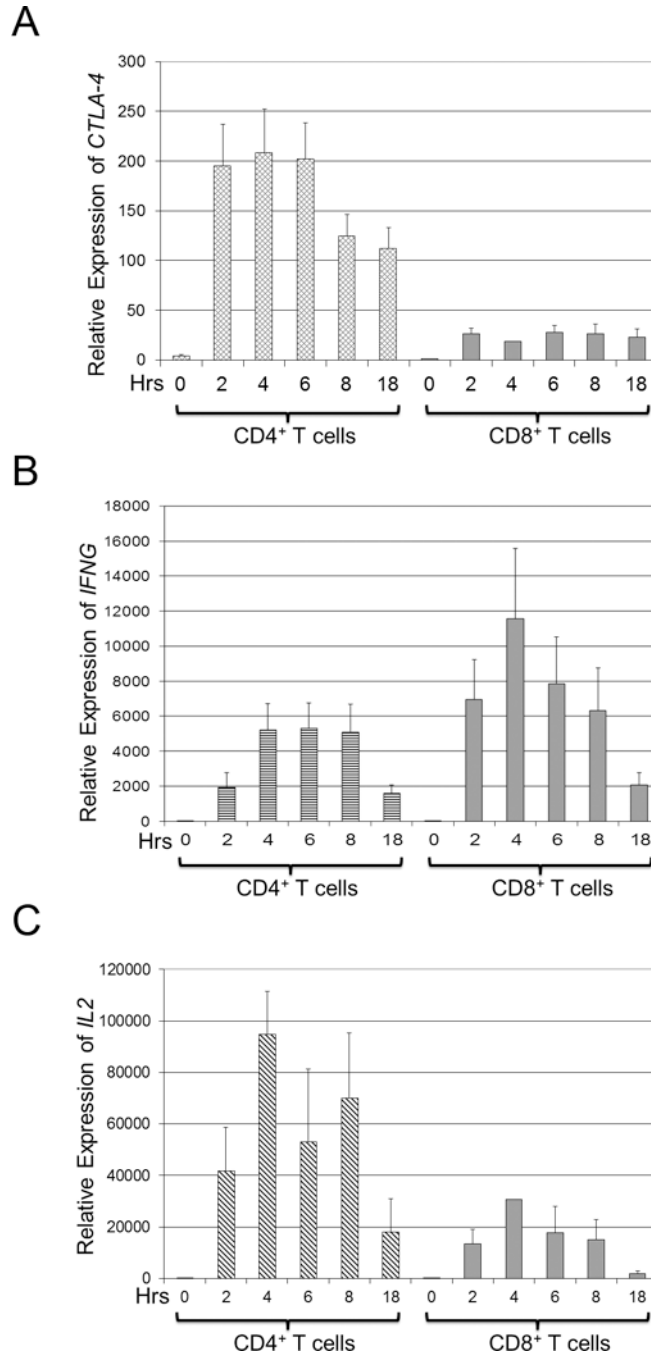 A
Relative Expression of CTLA-4
300
250
200
150
100
50
0
Hrs 0 2 4 6 8 18 0 2 4 6 8 18
CD4⁺ T cells CD8⁺ T cells
B
Relative Expression of IFNG
18000
16000
14000
12000
10000
8000
6000
4000
2000
0
Hrs 0 2 4 6 8 18 0 2 4 6 8 18
CD4⁺ T cells CD8⁺ T cells
C
Relative Expression of IL2
120000
100000
80000
60000
40000
20000
0
Hrs 0 2 4 6 8 18 0 2 4 6 8 18
CD4⁺ T cells CD8⁺ T cells